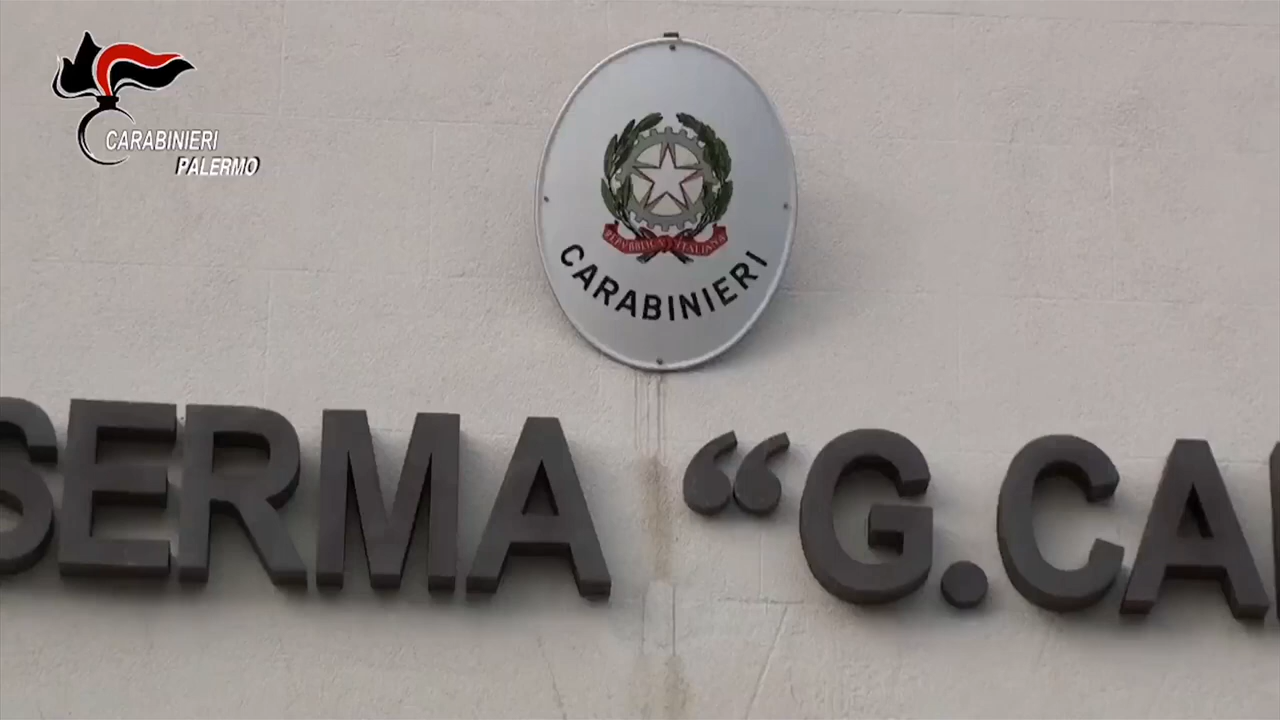 CARABINIERI
PALERMO
REPVBBLICA ITALIANA
CARABINIERI
SERMA “G.CA